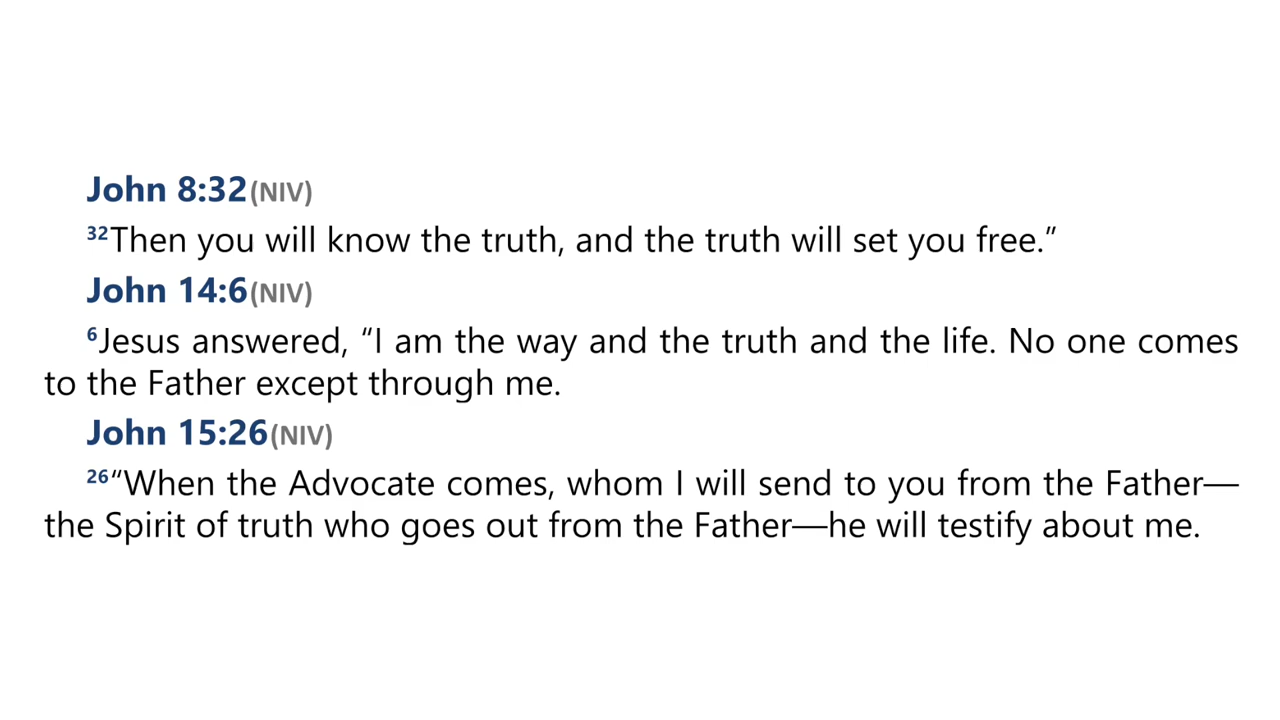 John 8:32(NIV)
32Then you will know the truth, and the truth will set you free.”
John 14:6(NIV)
6Jesus answered, “I am the way and the truth and the life. No one comes
to the Father except through me.
John 15:26(NIV)
26“When the Advocate comes, whom I will send to you from the Father—
the Spirit of truth who goes out from the Father—he will testify about me.